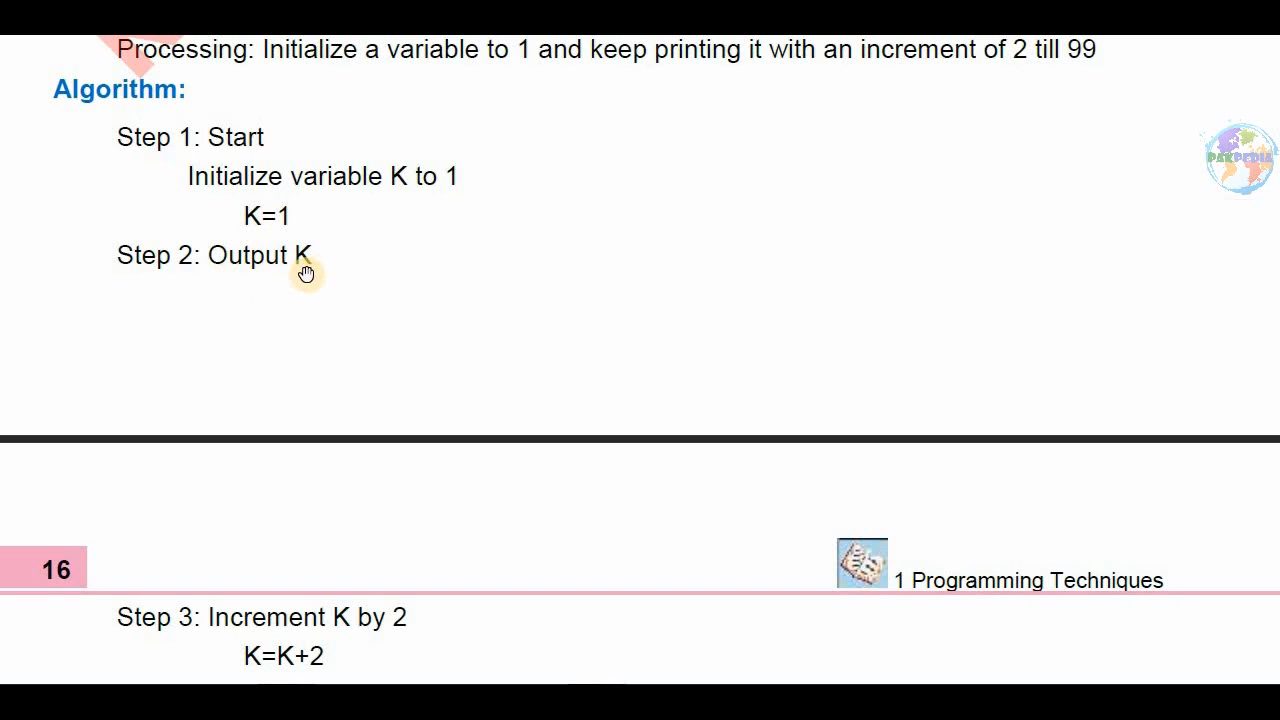 Processing: Initialize a variable to 1 and keep printing it with an increment of 2 till 99
Algorithm:
Step 1: Start
Initialize variable K to 1
K=1
Step 2: Output K
PAKPEDIA
16
1 Programming Techniques
Step 3: Increment K by 2
K=K+2